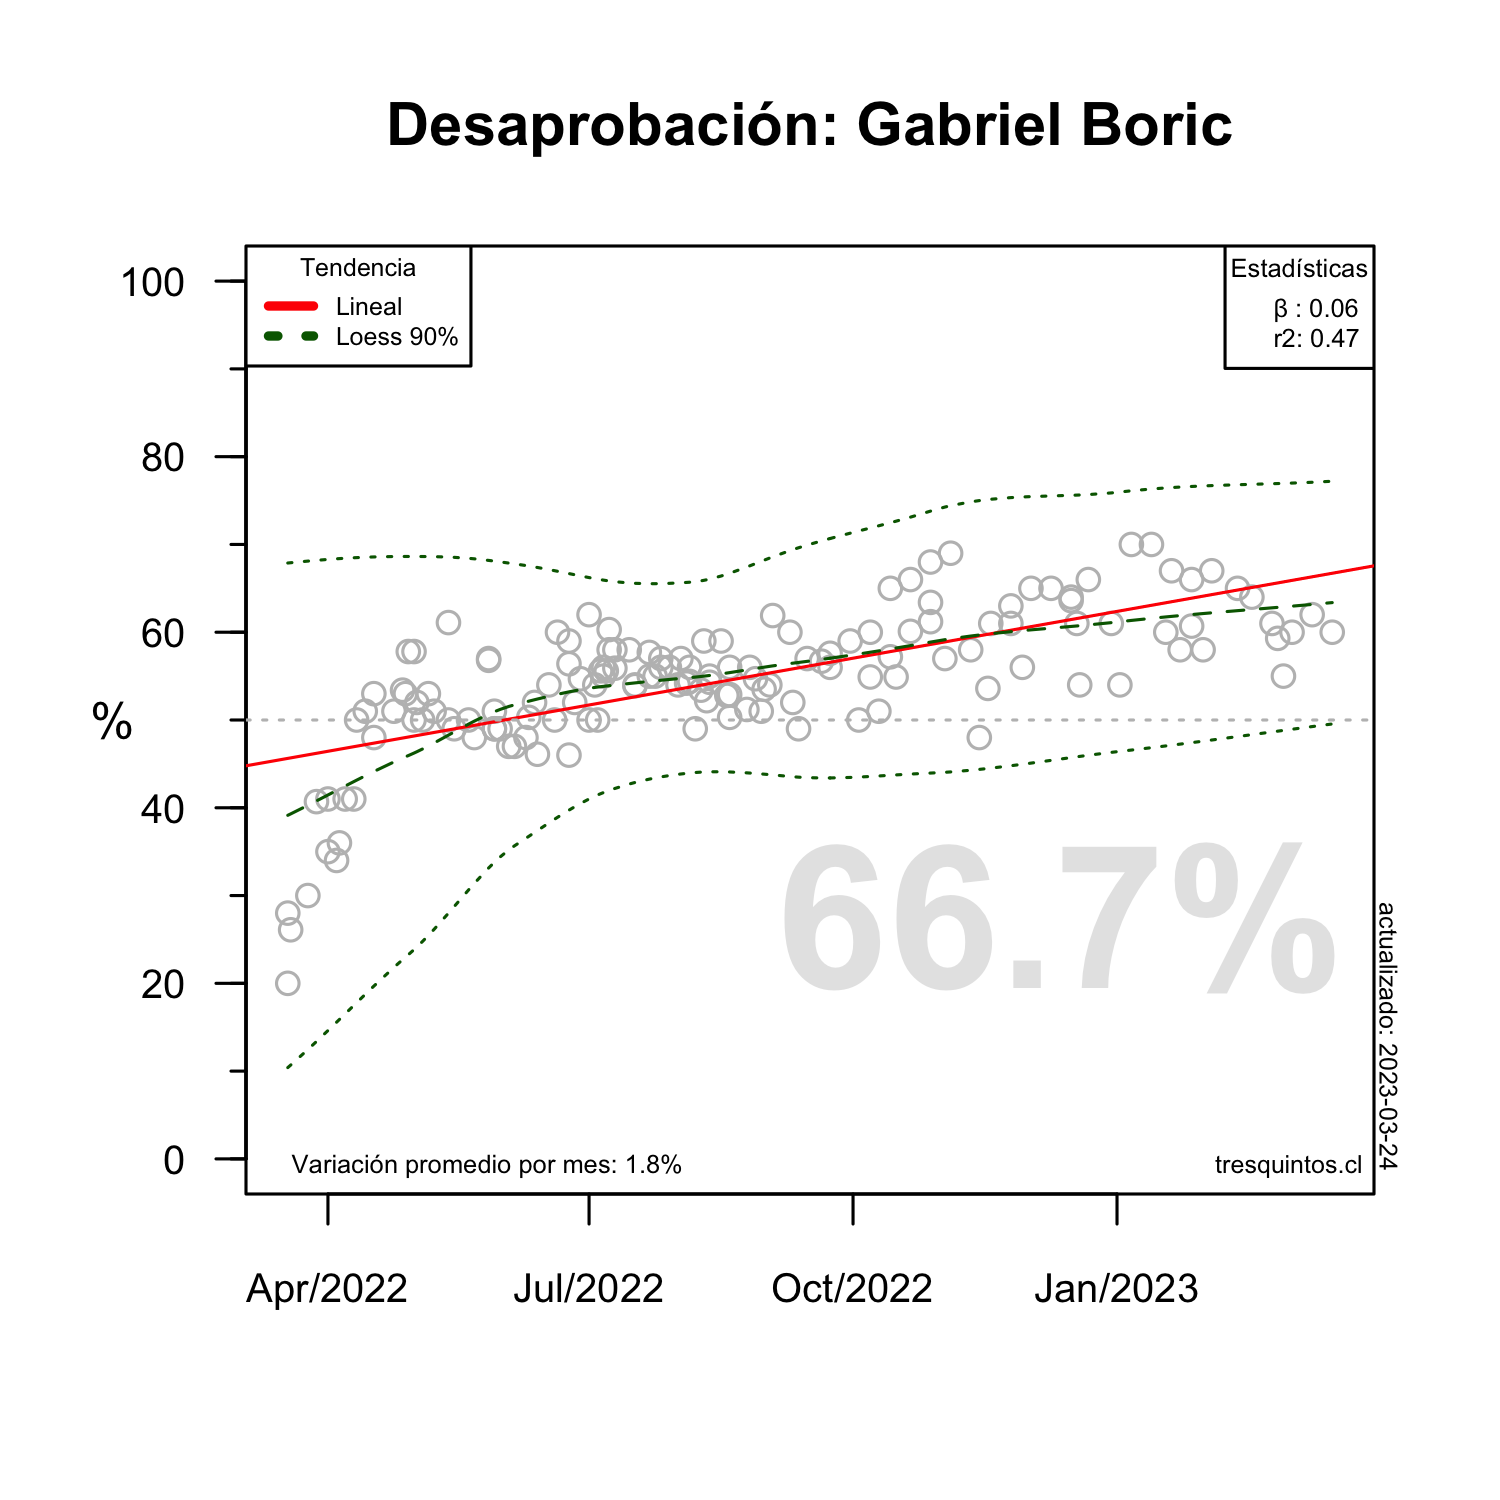 Desaprobación: Gabriel Boric
Tendencia
Lineal
Loess 90%
Estadísticas
β : 0.06
r2: 0.47
100
80
60
40
20
0
%
66.7%
actualizado: 2023-03-24
Variación promedio por mes: 1.8%
tresquintos.cl
Apr/2022
Jul/2022
Oct/2022
Jan/2023